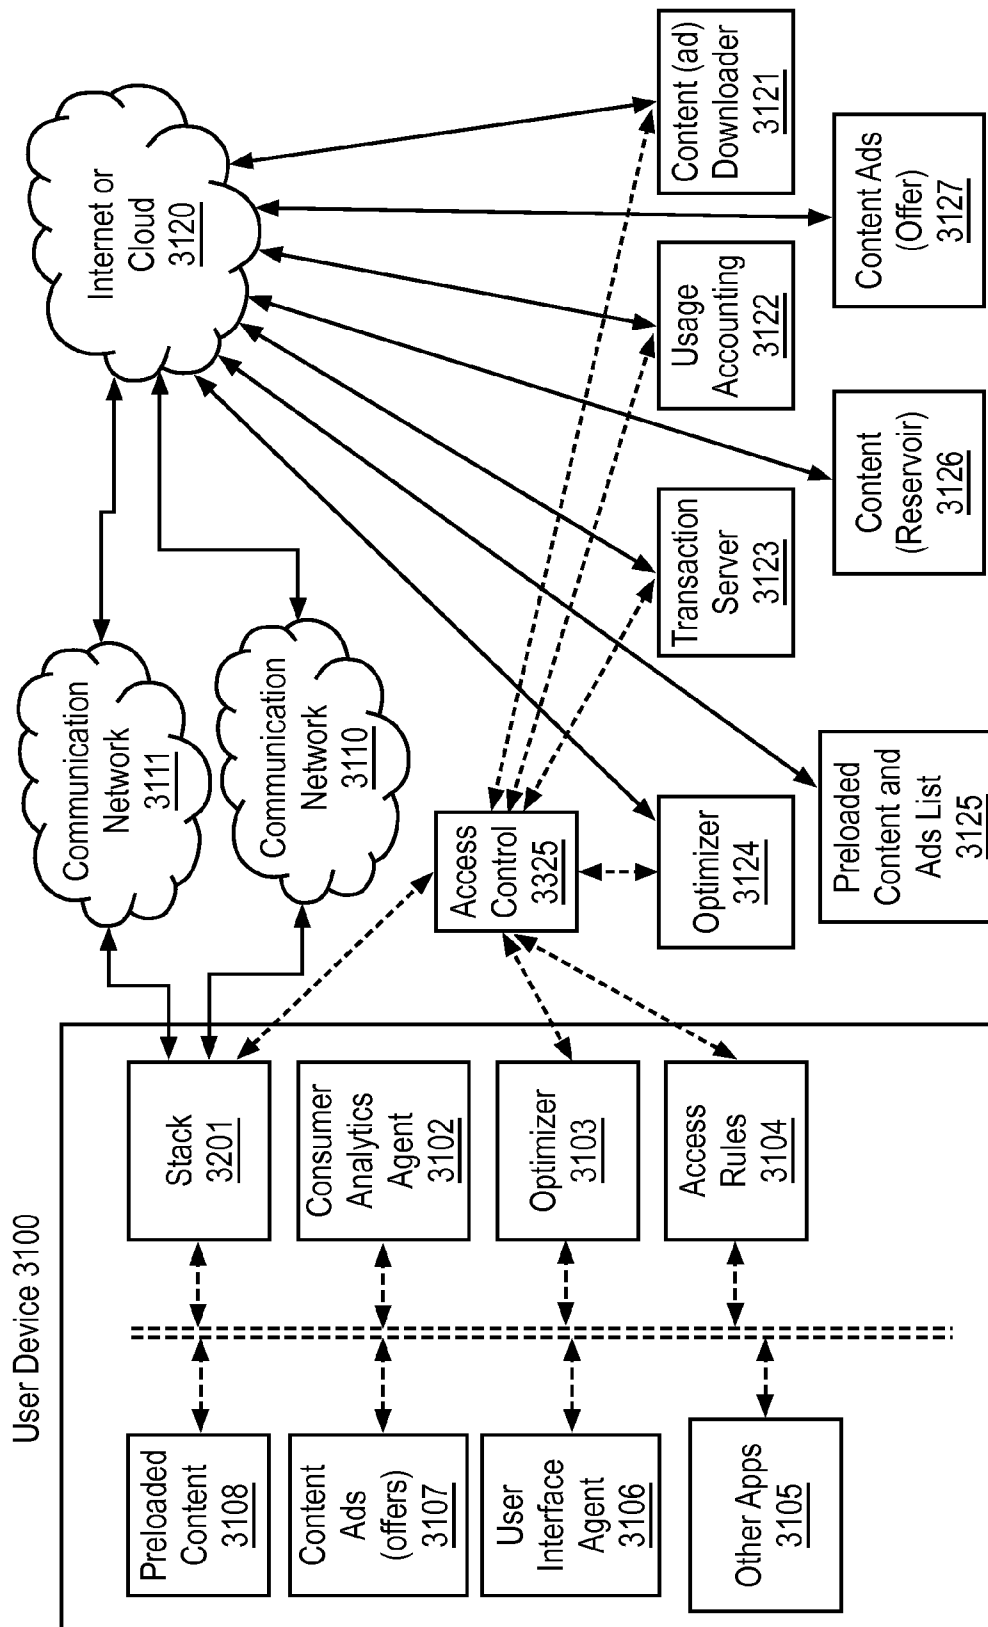 User Device 3100
Preloaded
Content
3108
Content
Ads
(offers)
3107
User
Interface
Agent
3106
Other Apps
3105
Stack
3201
Consumer
Analytics
Agent
3102
Optimizer
3103
Access
Rules
3104
Communication
Network
3111
Communication
Network
3110
Internet or
Cloud
3120
Access
Control
3325
Optimizer
3124
Transaction
Server
3123
Usage
Accounting
3122
Content (ad)
Downloader
3121
Preloaded
Content and
Ads List
3125
Content
(Reservoir)
3126
Content Ads
(Offer)
3127